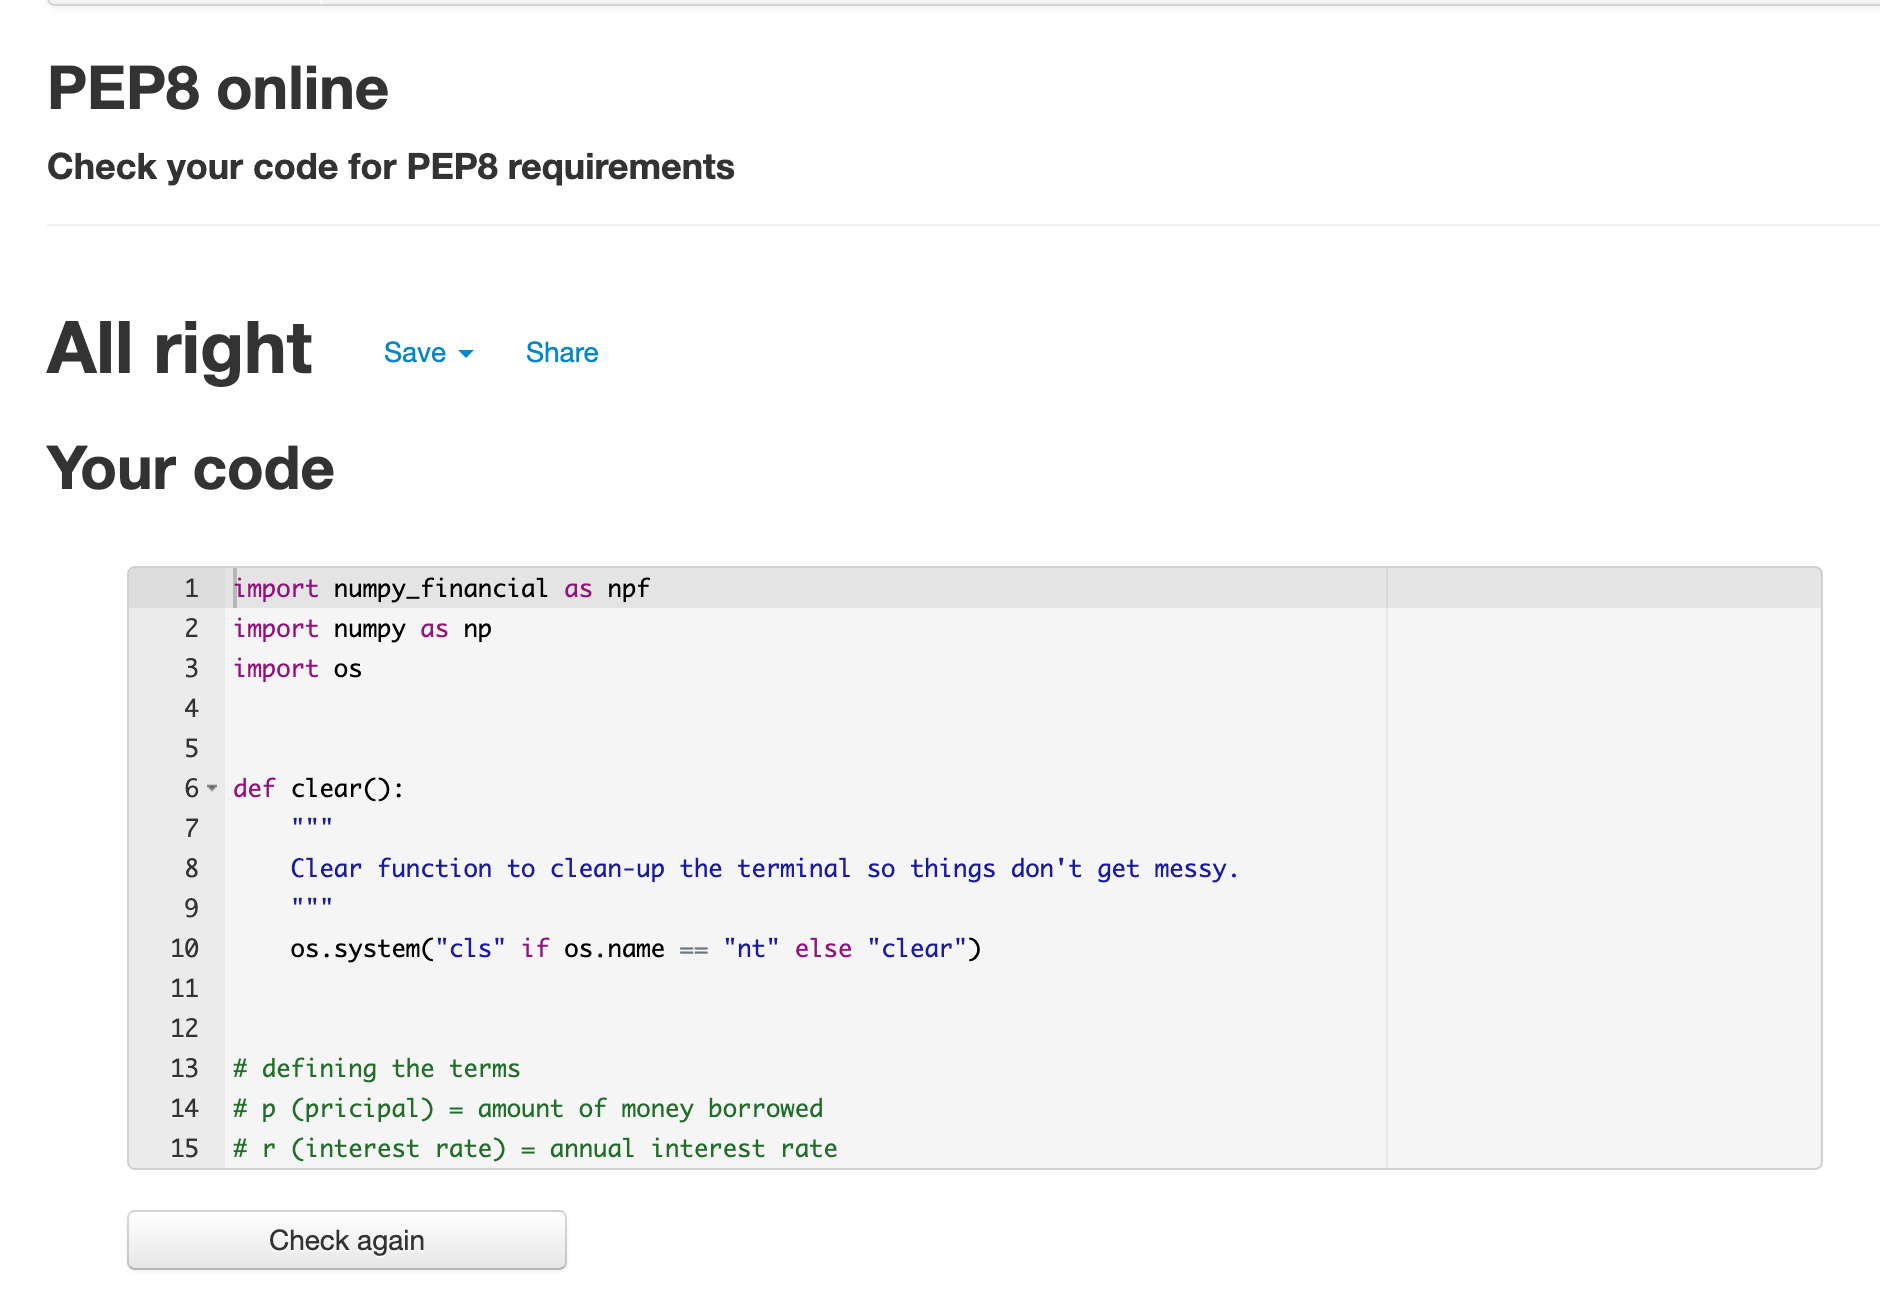 PEP8 online
Check your code for PEP8 requirements
All right Save Share
Your code
1 import numpy_financial as npf
2 import numpy as np
3 import os
4
5
6 def clear():
7     """
8     Clear function to clean-up the terminal so things don't get messy.
9     """
10     os.system("cls" if os.name == "nt" else "clear")
11
12
13 # defining the terms
14 # p (pricipal) = amount of money borrowed
15 # r (interest rate) = annual interest rate
Check again